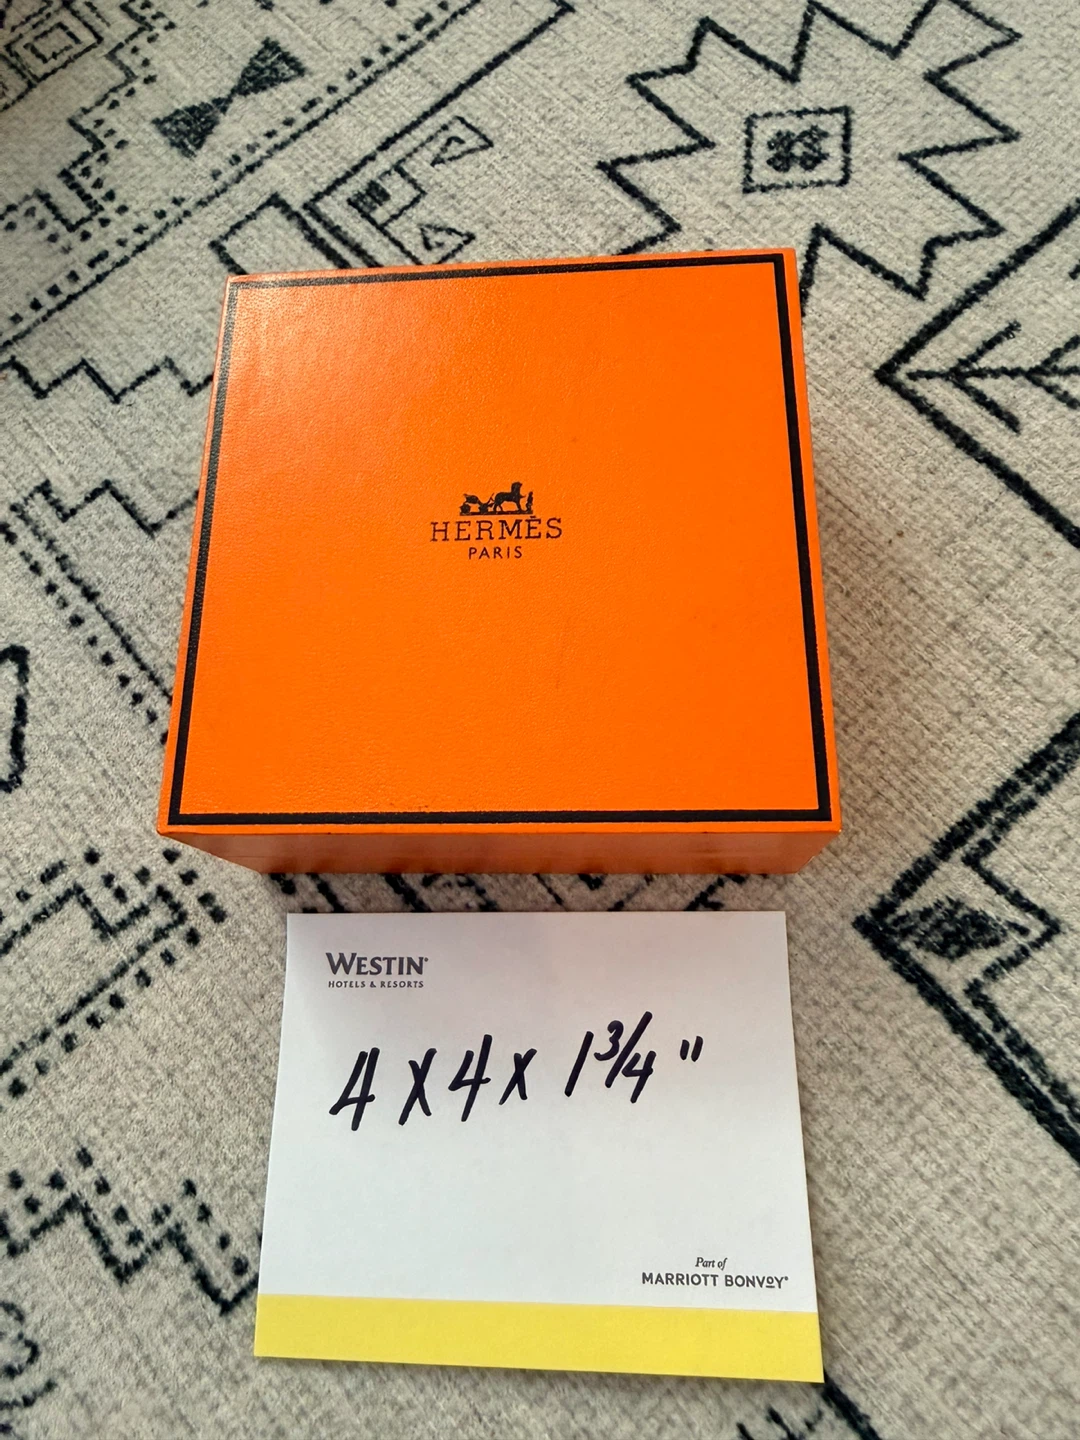 HERMÈS
PARIS
WESTIN®
HOTELS & RESORTS
4 X 4 X 1 3/4 "
Part of
MARRIOTT BONVOY®